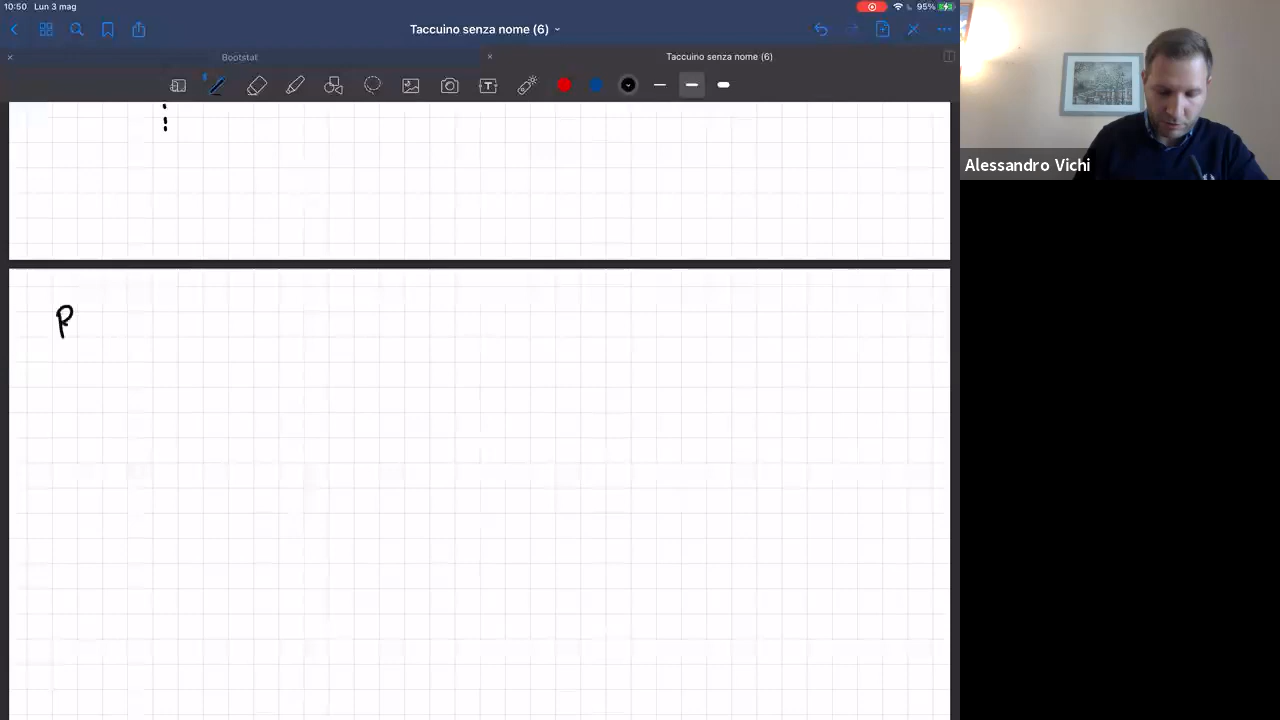 10:50 Lun 3 mag
95%
Taccuino senza nome (6)
Bootstat
Taccuino senza nome (6)
P
Alessandro Vichi